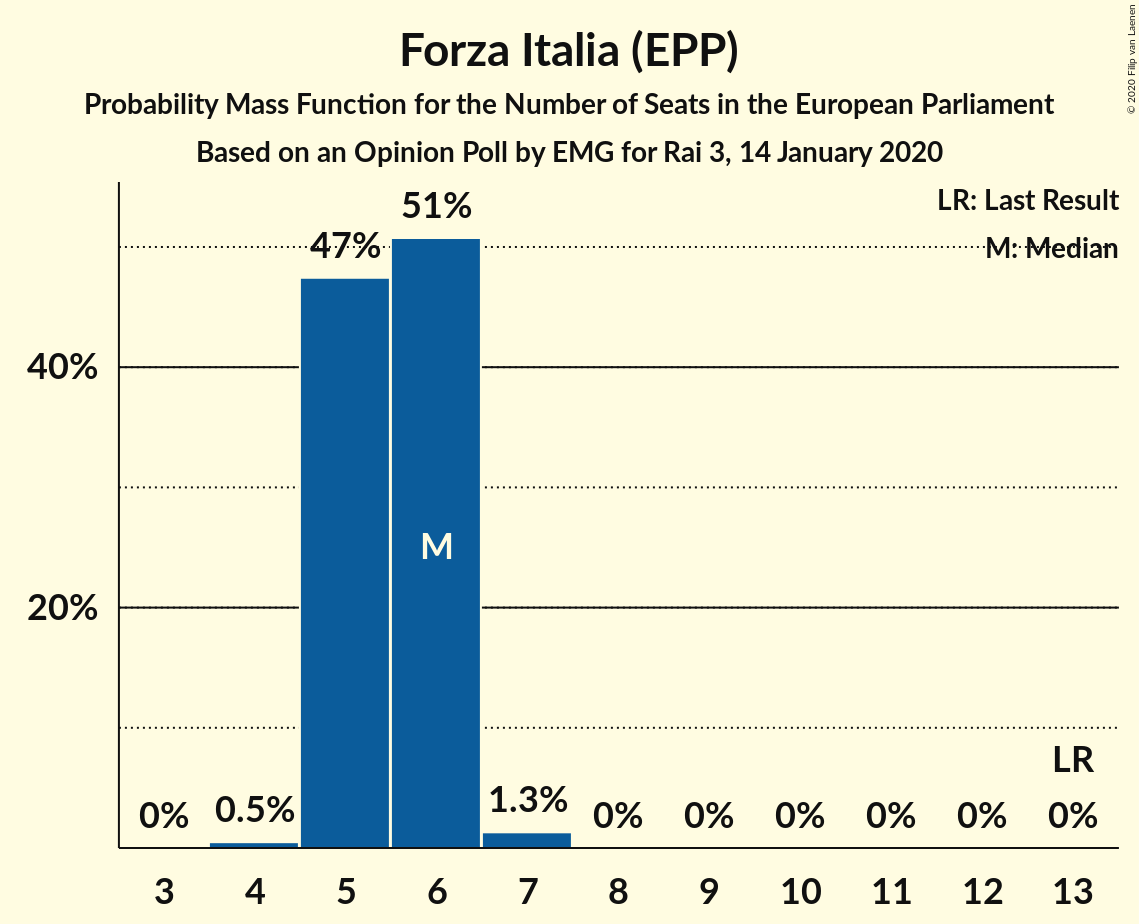 Forza Italia (EPP)
Probability Mass Function for the Number of Seats in the European Parliament
Based on an Opinion Poll by EMG for Rai 3, 14 January 2020
© 2020 Filip van Laenen
LR: Last Result
M: Median
51%
47%
40%
M
20%
LR
0% 0.5% 1.3% 0% 0% 0% 0% 0% 0%
3 4 5 6 7 8 9 10 11 12 13